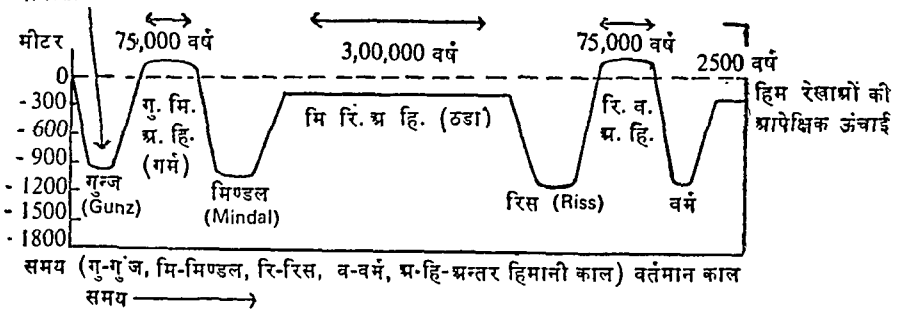 75,000 वर्ष 3,00,000 वर्ष 75,000 वर्ष
मीटर 2500 वर्ष
0
- 300
- 600
- 900
- 1200
- 1500
- 1800
गु. मि.
अ. हि.
(गर्म)
मि रि. अ हि. (ठडा)
रि. व.
अ. हि.
हिम रेखाओं की
आपेक्षिक ऊंचाई
गुन्ज
(Gunz)
मिण्डल
(Mindal)
रिस (Riss)
वर्म
समय (गु-गुंज, मि-मिण्डल, रि-रिस, व-वर्म, अ-हि-अन्तर हिमानी काल) वर्तमान काल
समय